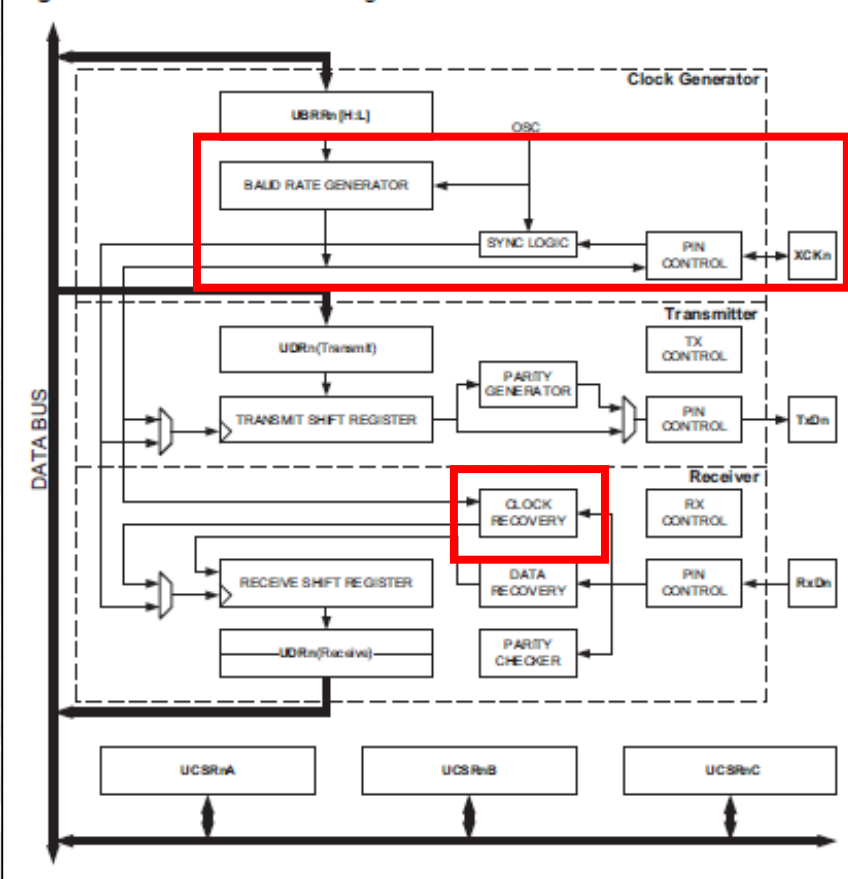 Clock Generator
UBRRn[H:L]
OSC
BAUD RATE GENERATOR
SYNC LOGIC
PIN
CONTROL
XCKn
Transmitter
UDRn(Transmit)
TX
CONTROL
PARITY
GENERATOR
TRANSMIT SHIFT REGISTER
PIN
CONTROL
TxDn
DATA BUS
Receiver
CLOCK
RECOVERY
RX
CONTROL
RECEIVE SHIFT REGISTER
DATA
RECOVERY
PIN
CONTROL
RxDn
UDRn(Receive)
PARITY
CHECKER
UCSRnA
UCSRnB
UCSRnC